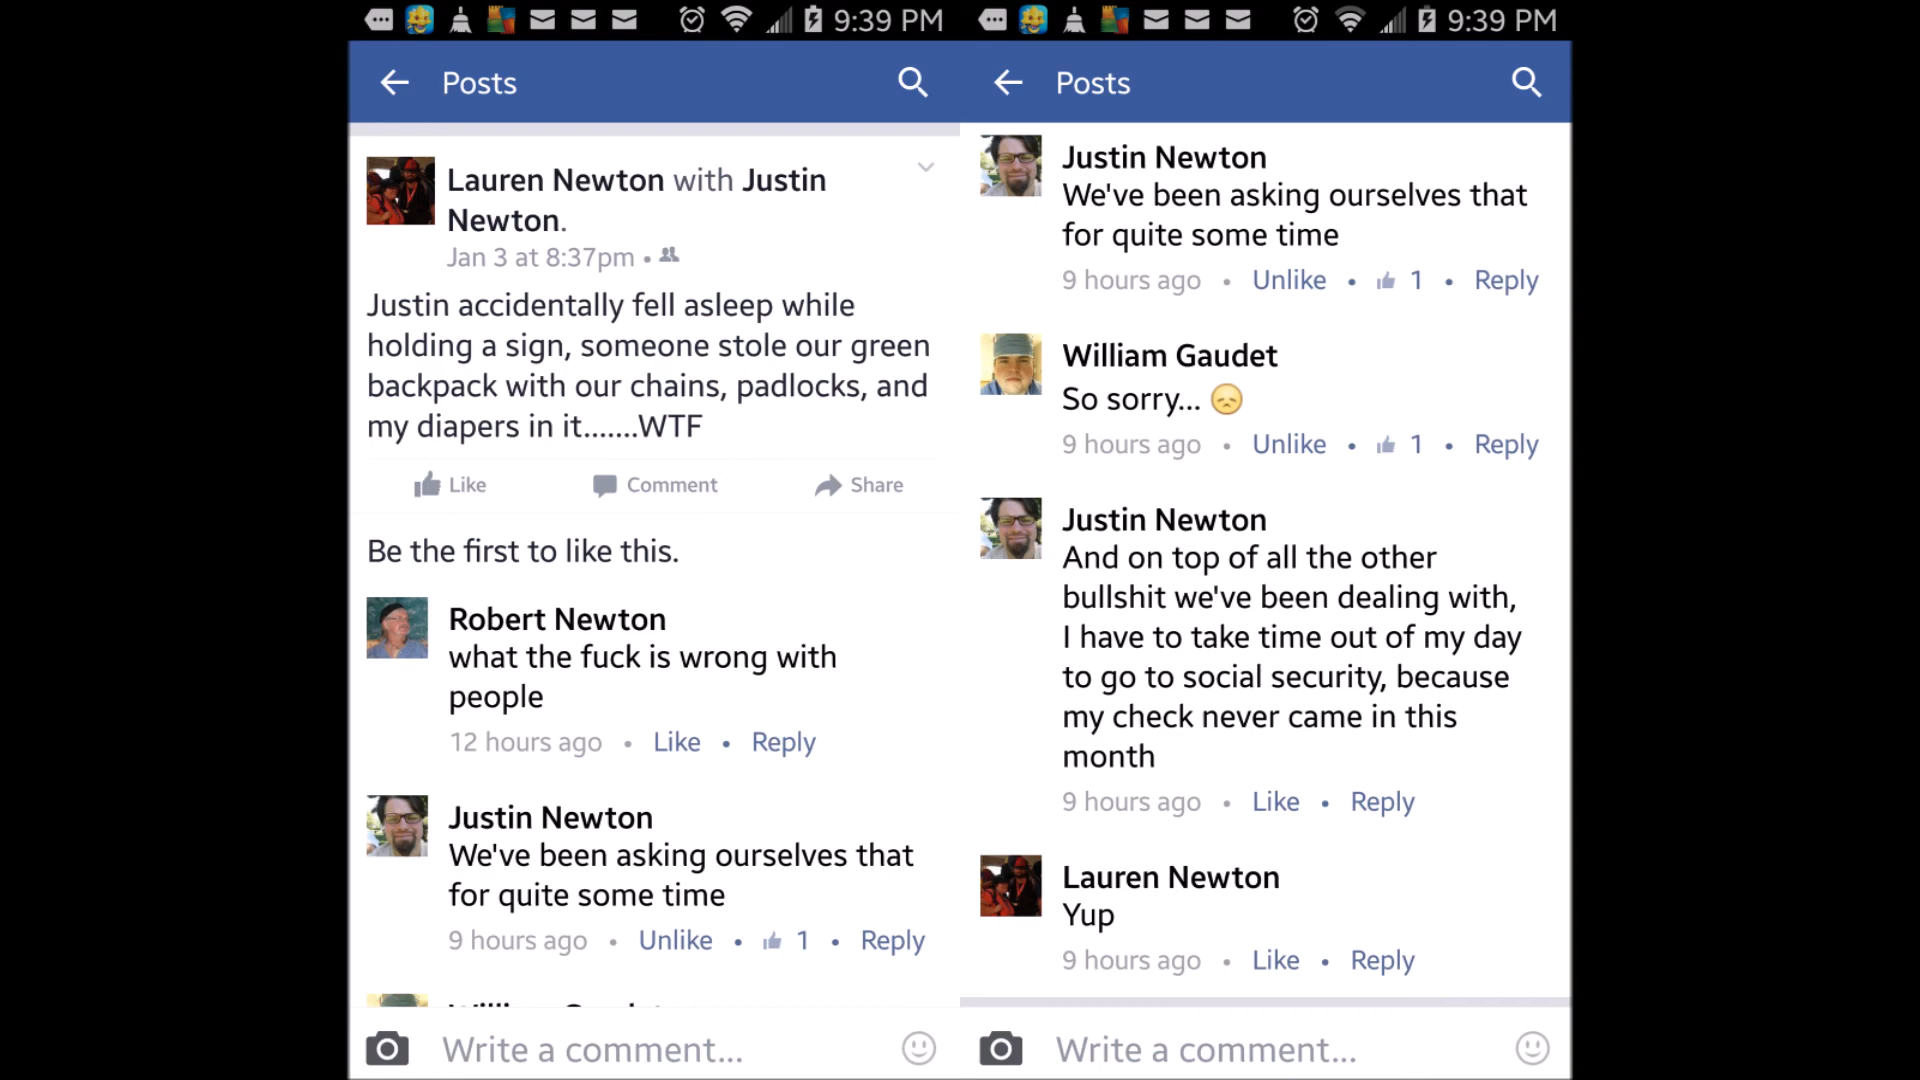 9:39 PM
Posts
Lauren Newton with Justin
Newton.
Jan 3 at 8:37pm •
Justin accidentally fell asleep while
holding a sign, someone stole our green
backpack with our chains, padlocks, and
my diapers in it.......WTF
Like Comment Share
Be the first to like this.
Robert Newton
what the fuck is wrong with
people
12 hours ago • Like • Reply
Justin Newton
We've been asking ourselves that
for quite some time
9 hours ago • Unlike • 1 • Reply
Write a comment...
9:39 PM
Posts
Justin Newton
We've been asking ourselves that
for quite some time
9 hours ago • Unlike • 1 • Reply
William Gaudet
So sorry... 😞
9 hours ago • Unlike • 1 • Reply
Justin Newton
And on top of all the other
bullshit we've been dealing with,
I have to take time out of my day
to go to social security, because
my check never came in this
month
9 hours ago • Like • Reply
Lauren Newton
Yup
9 hours ago • Like • Reply
Write a comment...